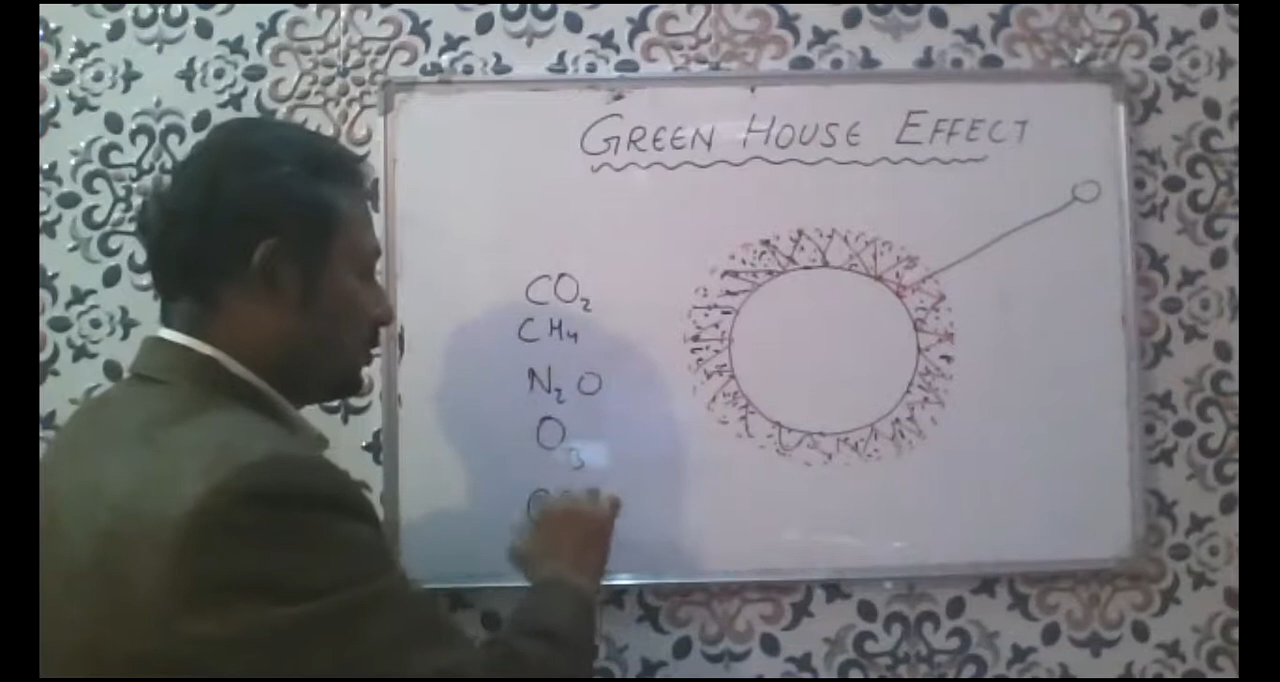 GREEN HOUSE EFFECT
CO₂
CH₄
N₂O
O₃